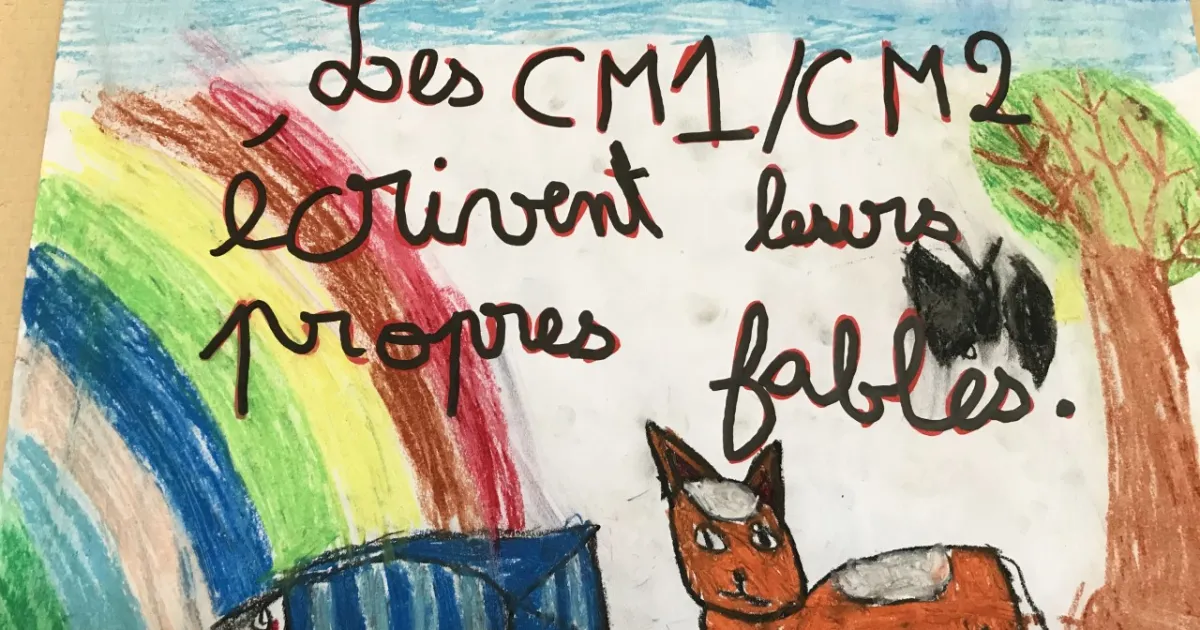 Les CM1/CM2
écrivent leurs
propres fables.